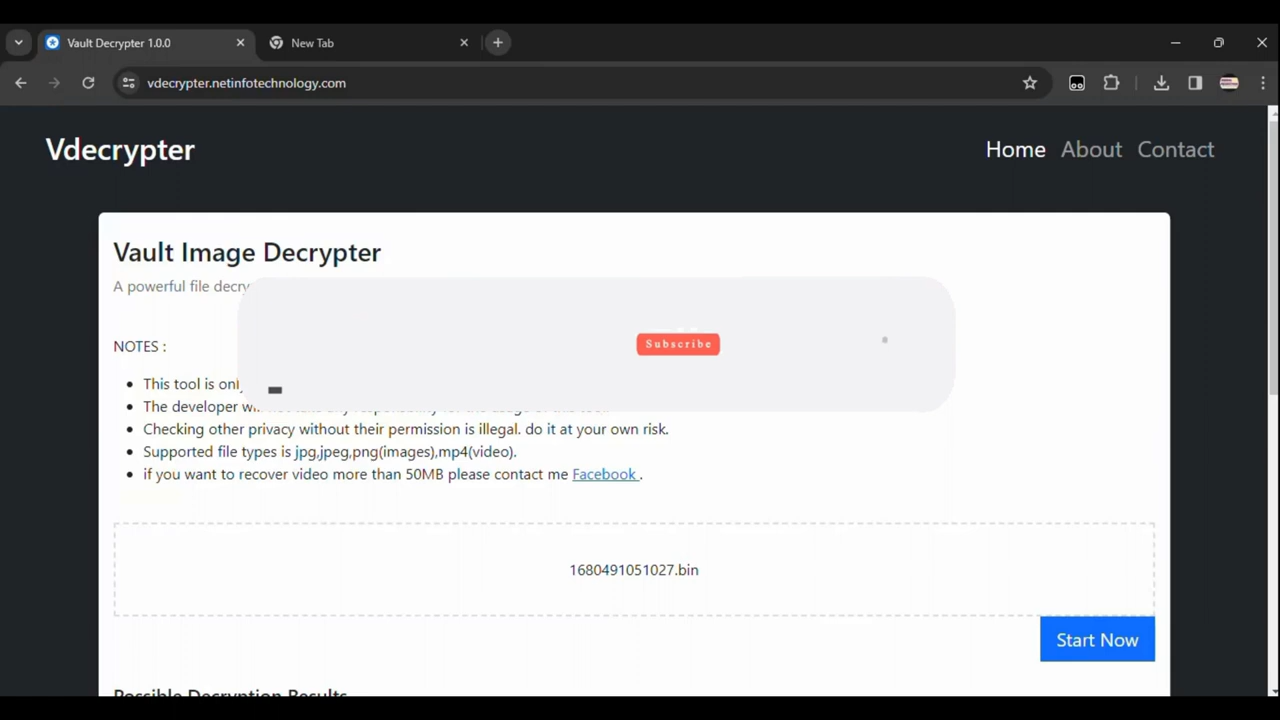 Vault Decrypter 1.0.0
New Tab
vdecrypter.netinfotechnology.com
Vdecrypter
Home About Contact
Vault Image Decrypter
A powerful file
NOTES :
Subscribe
This tool is
The developer
Checking other privacy without their permission is illegal. do it at your own risk.
Supported file types is jpg,jpeg,png(images),mp4(video).
if you want to recover video more than 50MB please contact me Facebook .
1680491051027.bin
Start Now
Possible Decryption Results